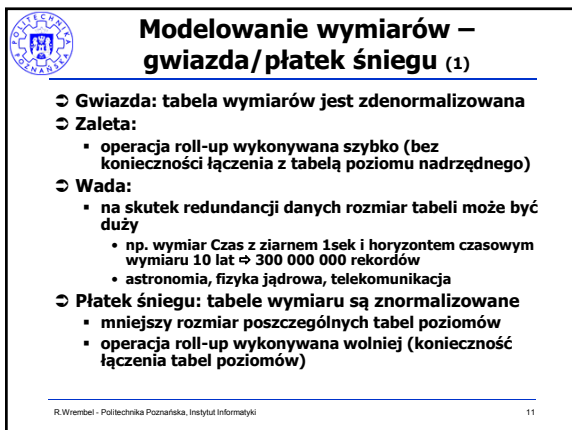 POLITECHNIKA POZNAŃSKA
Modelowanie wymiarów –
gwiazda/płatek śniegu (1)
➲ Gwiazda: tabela wymiarów jest zdenormalizowana
➲ Zaleta:
▪ operacja roll-up wykonywana szybko (bez
konieczności łączenia z tabelą poziomu nadrzędnego)
➲ Wada:
▪ na skutek redundancji danych rozmiar tabeli może być
duży
• np. wymiar Czas z ziarnem 1sek i horyzontem czasowym
wymiaru 10 lat ⇨ 300 000 000 rekordów
• astronomia, fizyka jądrowa, telekomunikacja
➲ Płatek śniegu: tabele wymiaru są znormalizowane
▪ mniejszy rozmiar poszczególnych tabel poziomów
▪ operacja roll-up wykonywana wolniej (konieczność
łączenia tabel poziomów)
R.Wrembel - Politechnika Poznańska, Instytut Informatyki 11